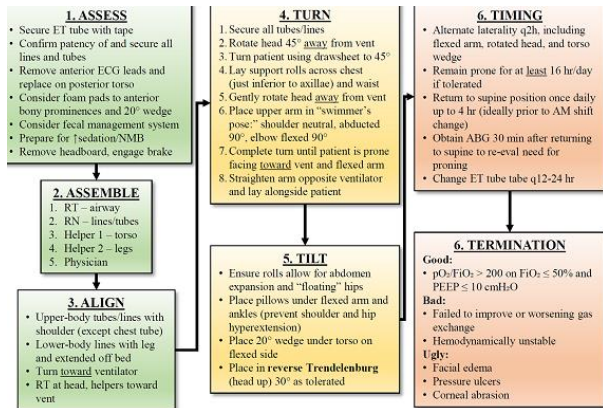 1. ASSESS
• Secure ET tube with tape
• Confirm patency of and secure all
lines and tubes
• Remove anterior ECG leads and
replace on posterior torso
• Consider foam pads to anterior
bony prominences and 20° wedge
• Consider fecal management system
• Prepare for ↑sedation/NMB
• Remove headboard, engage brake
2. ASSEMBLE
1. RT – airway
2. RN – lines/tubes
3. Helper 1 - torso
4. Helper 2 - legs
5. Physician
3. ALIGN
• Upper-body tubes/lines with
shoulder (except chest tube)
• Lower-body lines with leg and
and extended off bed
• Turn toward ventilator
• RT at head, helpers toward
vent
4. TURN
1. Secure all tubes/lines
2. Rotate head 45° away from vent
3. Turn patient using drawsheet to 45°
4. Lay support rolls across chest
(just inferior to axillae) and waist
5. Gently rotate head away from vent
6. Place upper arm in "swimmer's
pose:" shoulder neutral, abducted
90°, elbow flexed 90°
7. Complete turn until patient is prone
facing toward vent and flexed arm
8. Straighten arm opposite ventilator
and lay alongside patient
5. TILT
• Ensure rolls allow for abdomen
expansion and "floating" hips
• Place pillows under flexed arm and
ankles (prevent shoulder and hip
hyperextension)
• Place 20° wedge under torso on
flexed side
• Place in reverse Trendelenburg
(head up) 30° as tolerated
6. TIMING
• Alternate laterality q2h, including
flexed arm, rotated head, and torso
wedge
• Remain prone for at least 16 hr/day
if tolerated
• Return to supine position once daily
up to 4 hr (ideally prior to AM shift
change)
• Obtain ABG 30 min after returning
to supine to re-eval need for
proning
• Change ET tube tabe q12-24 hr
6. TERMINATION
Good:
• pO₂/FiO₂ > 200 on FiO₂ ≤ 50% and
PEEP ≤ 10 cmH₂O
Bad:
• Failed to improve or worsening gas
exchange
• Hemodynamically unstable
Ugly:
• Facial edema
• Pressure ulcers
• Corneal abrasion